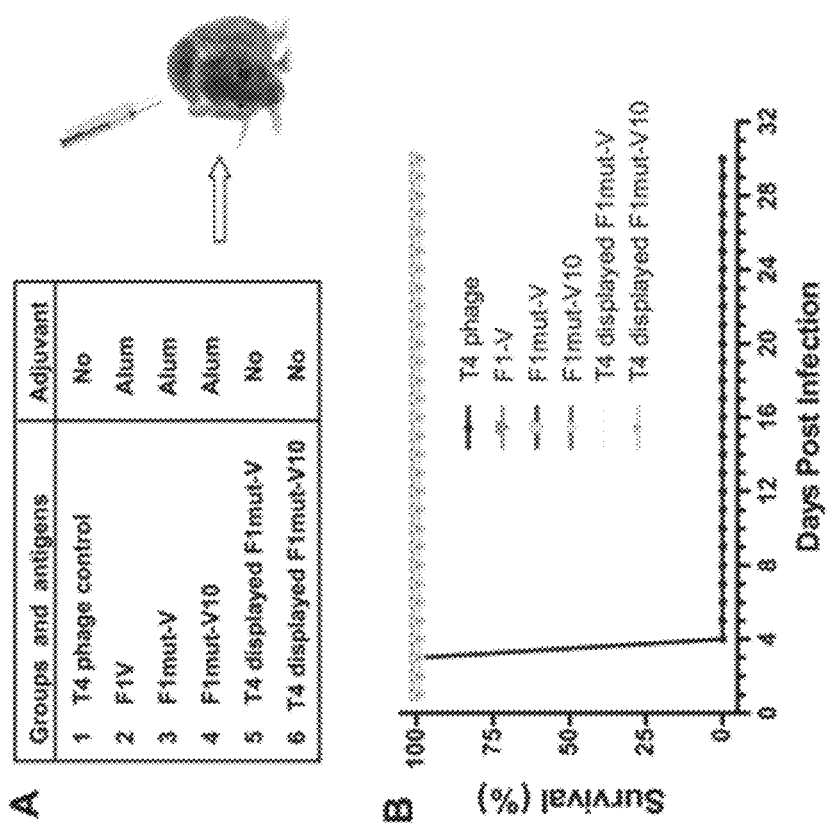 A
Groups and antigens Adjuvant
1 T4 phage control No
2 F1V Alum
3 F1mut-V Alum
4 F1mut-V10 Alum
5 T4 displayed F1mut-V No
6 T4 displayed F1mut-V10 No
B
Survival (%)
100
75
50
25
0
T4 phage
F1-V
F1mut-V
F1mut-V10
T4 displayed F1mut-V
T4 displayed F1mut-V10
0 4 8 12 16 20 24 28 32
Days Post Infection